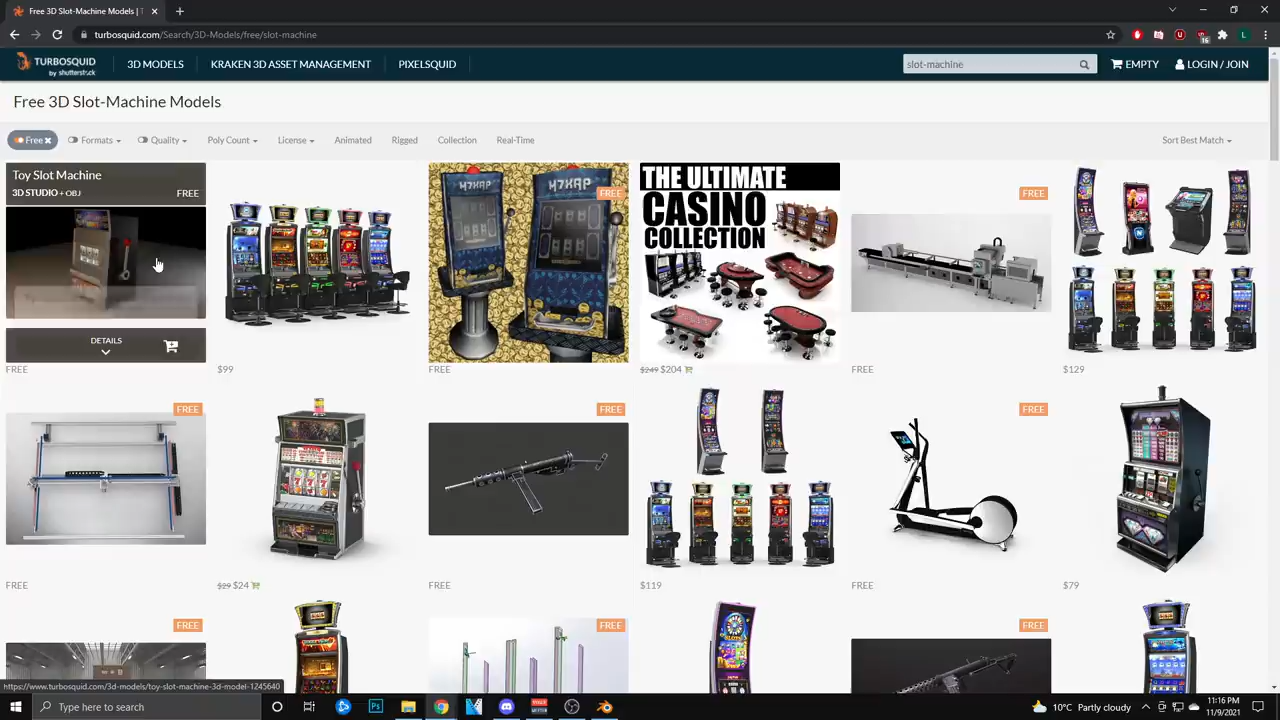 Free 3D Slot-Machine Models | T
turbosquid.com/Search/3D-Models/free/slot-machine
TURBOSQUID
by shutterstock
3D MODELS
KRAKEN 3D ASSET MANAGEMENT
PIXELSQUID
slot-machine
EMPTY
LOGIN / JOIN
Free 3D Slot-Machine Models
Free
Formats
Quality
Poly Count
License
Animated
Rigged
Collection
Real-Time
Sort Best Match
Toy Slot Machine
3D STUDIO + OBJ
FREE
DETAILS
FREE
$99
H7XAP
H7XAP
FREE
FREE
THE ULTIMATE
CASINO
COLLECTION
$249 $204
FREE
FREE
$129
FREE
FREE
$29 $24
FREE
FREE
$119
FREE
FREE
$79
FREE
FREE
FREE
https://www.turbosquid.com/3d-models/toy-slot-machine-3d-model-1245640
Type here to search
10°C Partly cloudy
11:16 PM
11/9/2021